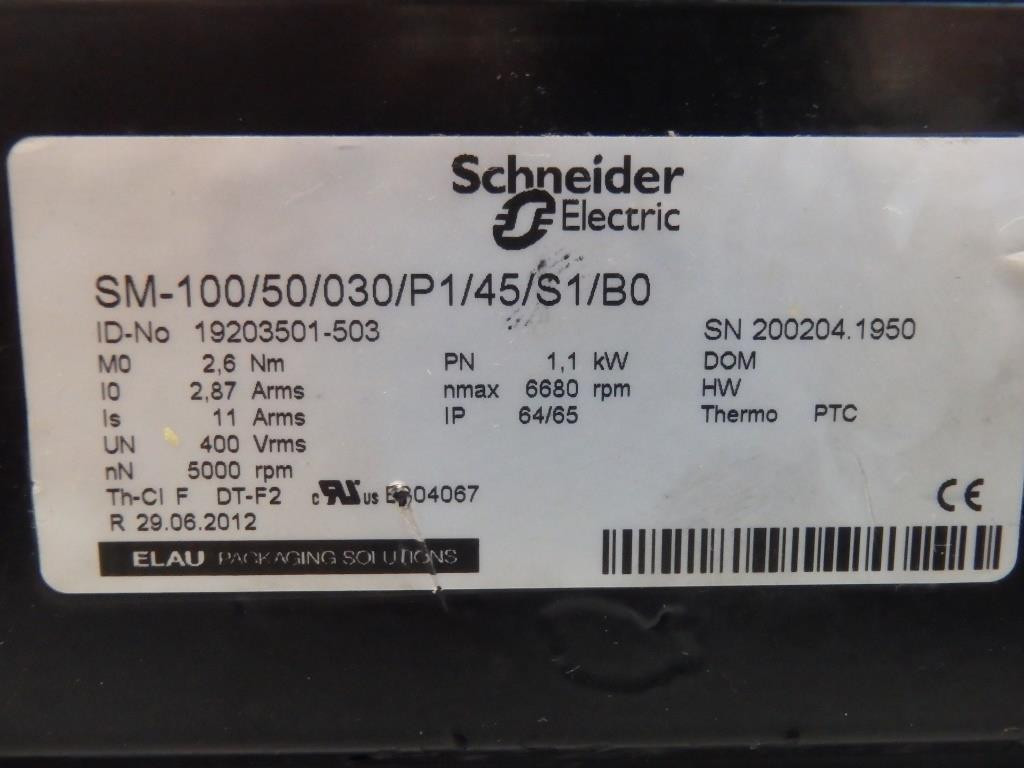 Schneider
Electric
SM-100/50/030/P1/45/S1/B0
ID-No 19203501-503 SN 200204.1950
M0 2,6 Nm PN 1,1 kW DOM
I0 2,87 Arms nmax 6680 rpm HW
Is 11 Arms IP 64/65 Thermo PTC
UN 400 Vrms
nN 5000 rpm
Th-Cl F DT-F2 c RU us
R 29.06.2012 CE
ELAU PACKAGING SOLUTIONS